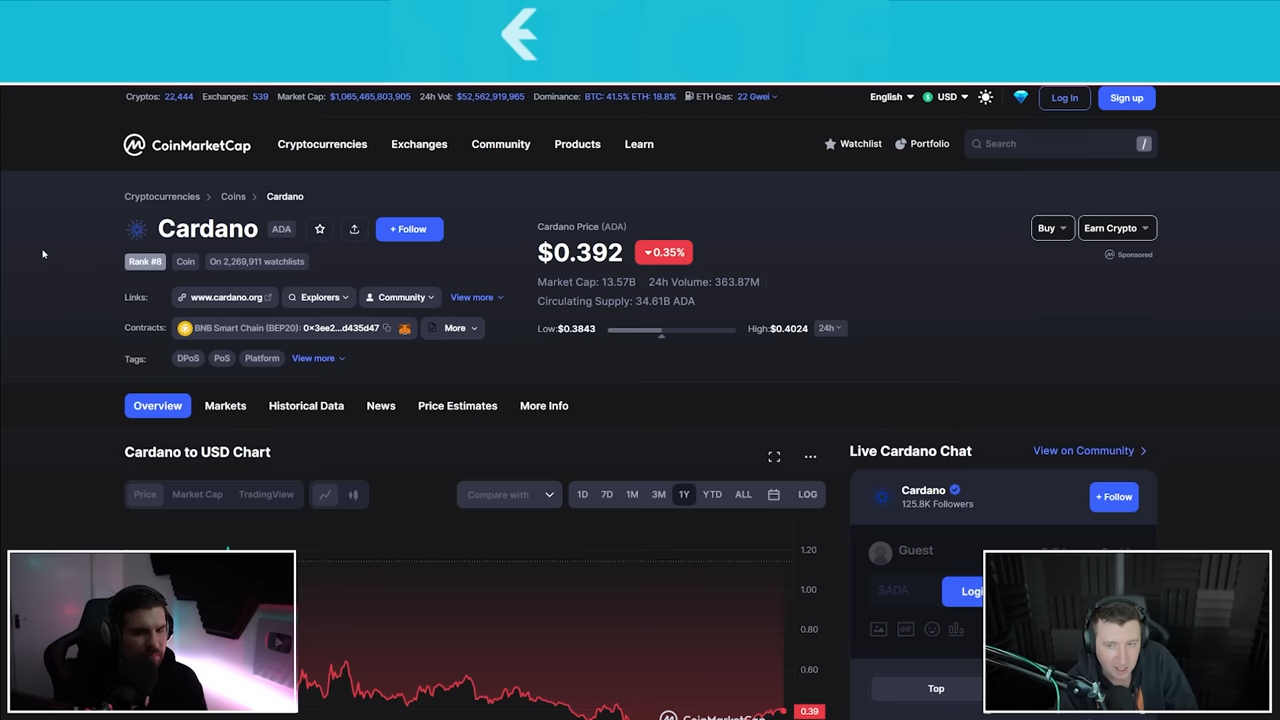 Cryptos: 22,444 Exchanges: 539 Market Cap: $1,065,465,803,905 24h Vol: $52,562,919,965 Dominance: BTC: 41.5% ETH: 18.8% ETH Gas: 22 Gwei English USD Log In Sign up
CoinMarketCap Cryptocurrencies Exchanges Community Products Learn Watchlist Portfolio Search /
Cryptocurrencies > Coins > Cardano
Cardano ADA + Follow
Cardano Price (ADA)
$0.392 0.35%
Buy Earn Crypto
Sponsored
Rank #8 Coin On 2,269,911 watchlists
Market Cap: 13.57B 24h Volume: 363.87M
Circulating Supply: 34.61B ADA
Links: www.cardano.org Explorers Community View more
Contracts: BNB Smart Chain (BEP20): 0x3ee2...d435d47 More
Low:$0.3843 High:$0.4024 24h
Tags: DPoS PoS Platform View more
Overview Markets Historical Data News Price Estimates More Info
Cardano to USD Chart
Live Cardano Chat View on Community >
Price Market Cap TradingView Compare with 1D 7D 1M 3M 1Y YTD ALL LOG
Cardano
125.8K Followers
+ Follow
Guest
$ADA
GIF
Top
1.20
1.00
0.80
0.60
0.39
CoinMarketCap